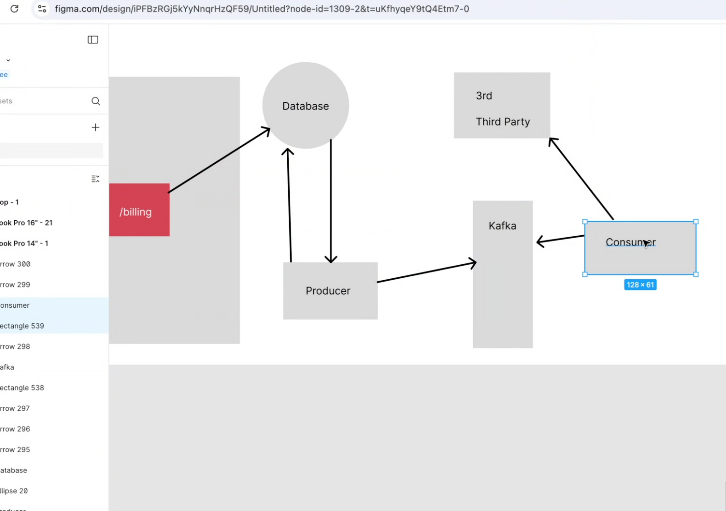 figma.com/design/iPFBzRGj5kYyNnqrHzQF59/Untitled?node-id=1309-2&t=uKfhyqeY9tQ4Etm7-0
ee
sets
op - 1
ook Pro 16" - 21
ook Pro 14" - 1
rrow 300
rrow 299
onsumer
ectangle 539
rrow 298
afka
ectangle 538
rrow 297
rrow 296
rrow 295
atabase
llipse 20
Database
3rd
Third Party
/billing
Kafka
Consumer
128 × 61
Producer